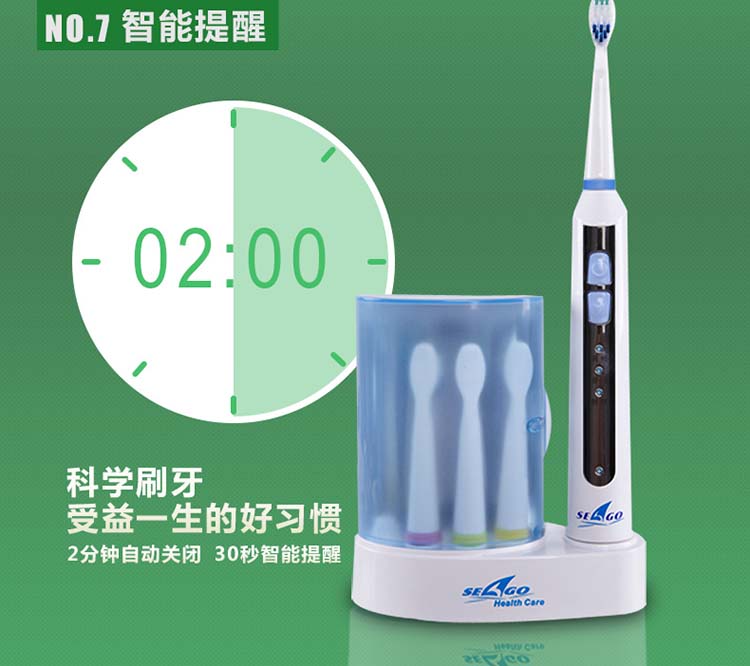 NO.7 智能提醒
02:00
科学刷牙
受益一生的好习惯
2分钟自动关闭 30秒智能提醒
SEAGO
SEAGO
Health Care